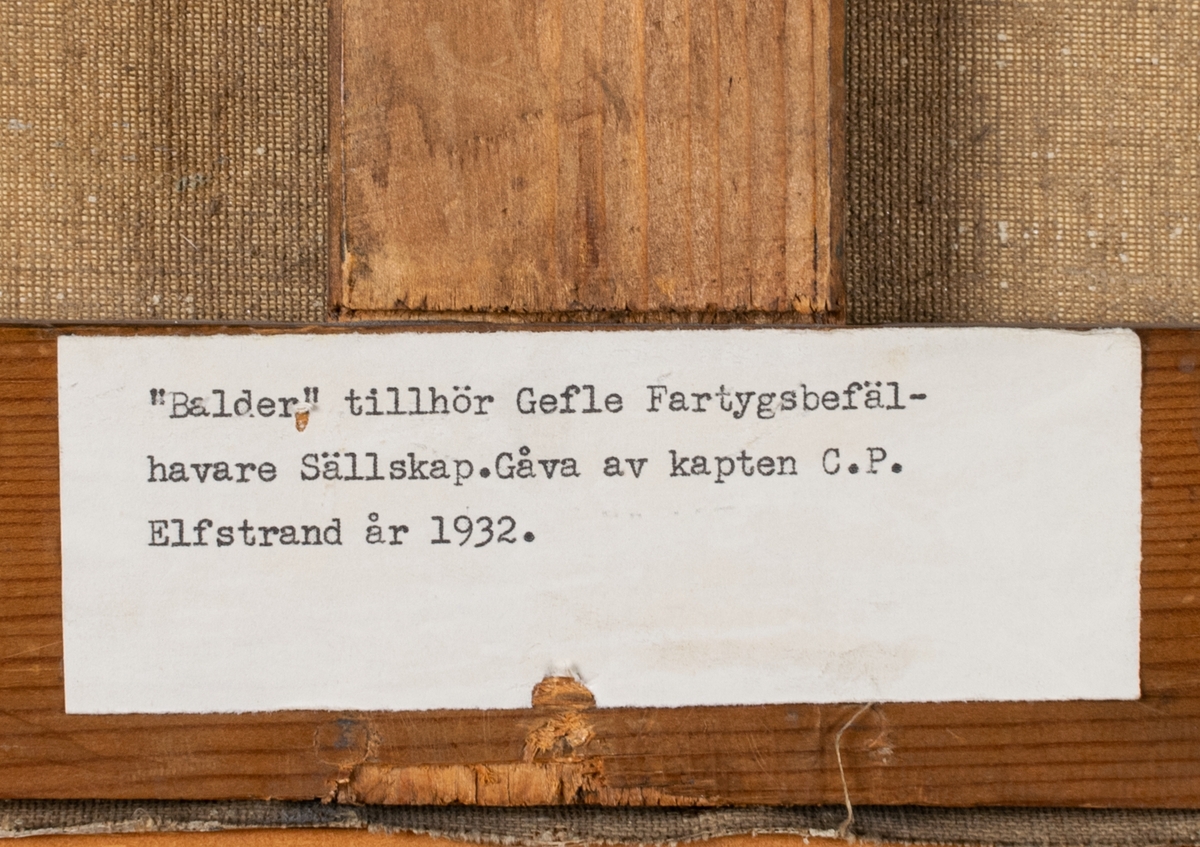 "Balder" tillhör Gefle Fartygsbefäl-
havare Sällskap.Gåva av kapten C.P.
Elfstrand år 1932.